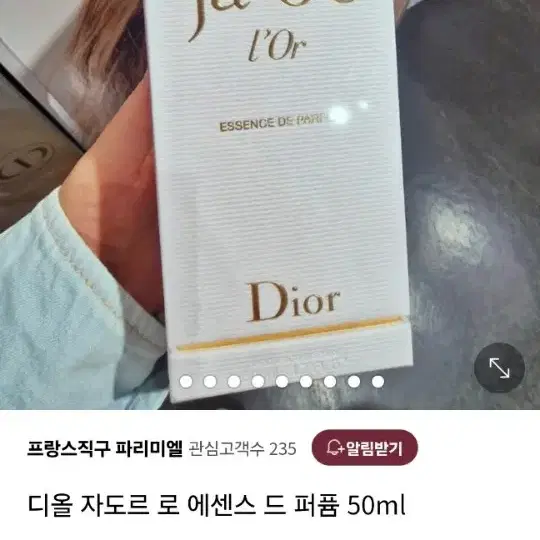 l'Or
ESSENCE DE
Dior
프랑스직구 파리미엘 관심고객수 235 알림받기
디올 자도르 로 에센스 드 퍼퓸 50ml